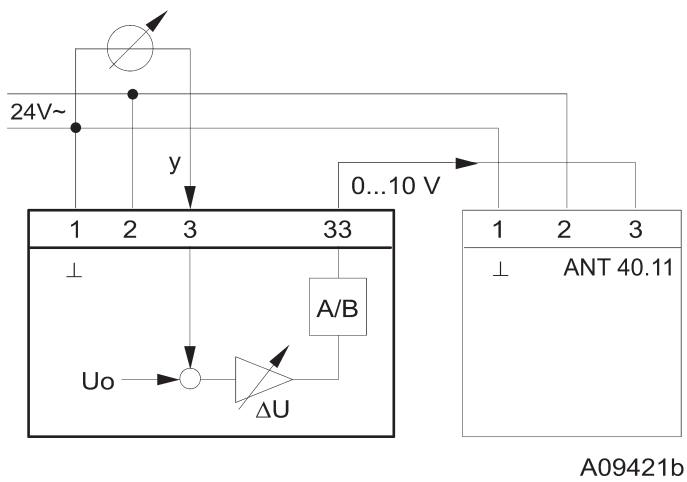 24V~
y
0...10 V
1 2 3 33
1 2 3
⊥
⊥ ANT 40.11
A/B
Uo
ΔU
A09421b